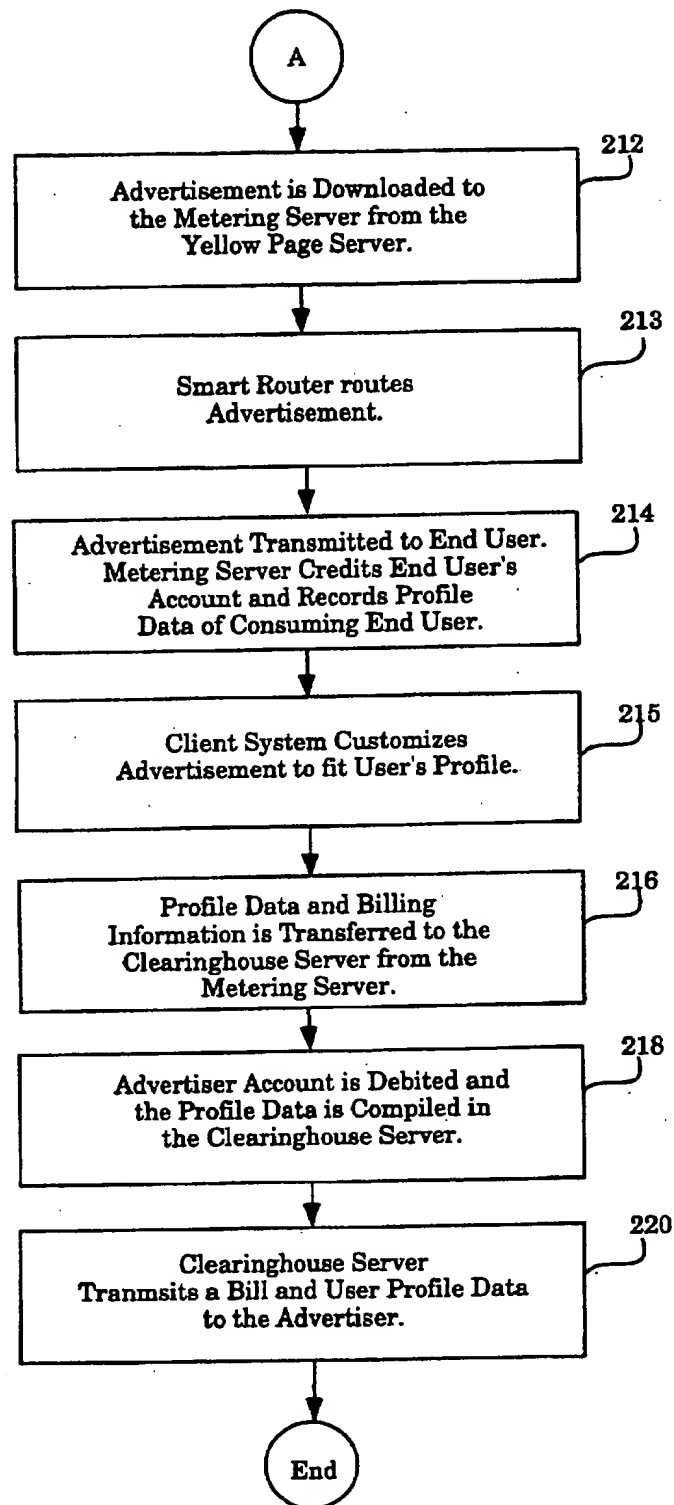 A
212
Advertisement is Downloaded to
the Metering Server from the
Yellow Page Server.
213
Smart Router routes
Advertisement.
214
Advertisement Transmitted to End User.
Metering Server Credits End User's
Account and Records Profile
Data of Consuming End User.
215
Client System Customizes
Advertisement to fit User's Profile.
216
Profile Data and Billing
Information is Transferred to the
Clearinghouse Server from the
Metering Server.
218
Advertiser Account is Debited and
the Profile Data is Compiled in
the Clearinghouse Server.
220
Clearinghouse Server
Tranmsits a Bill and User Profile Data
to the Advertiser.
End